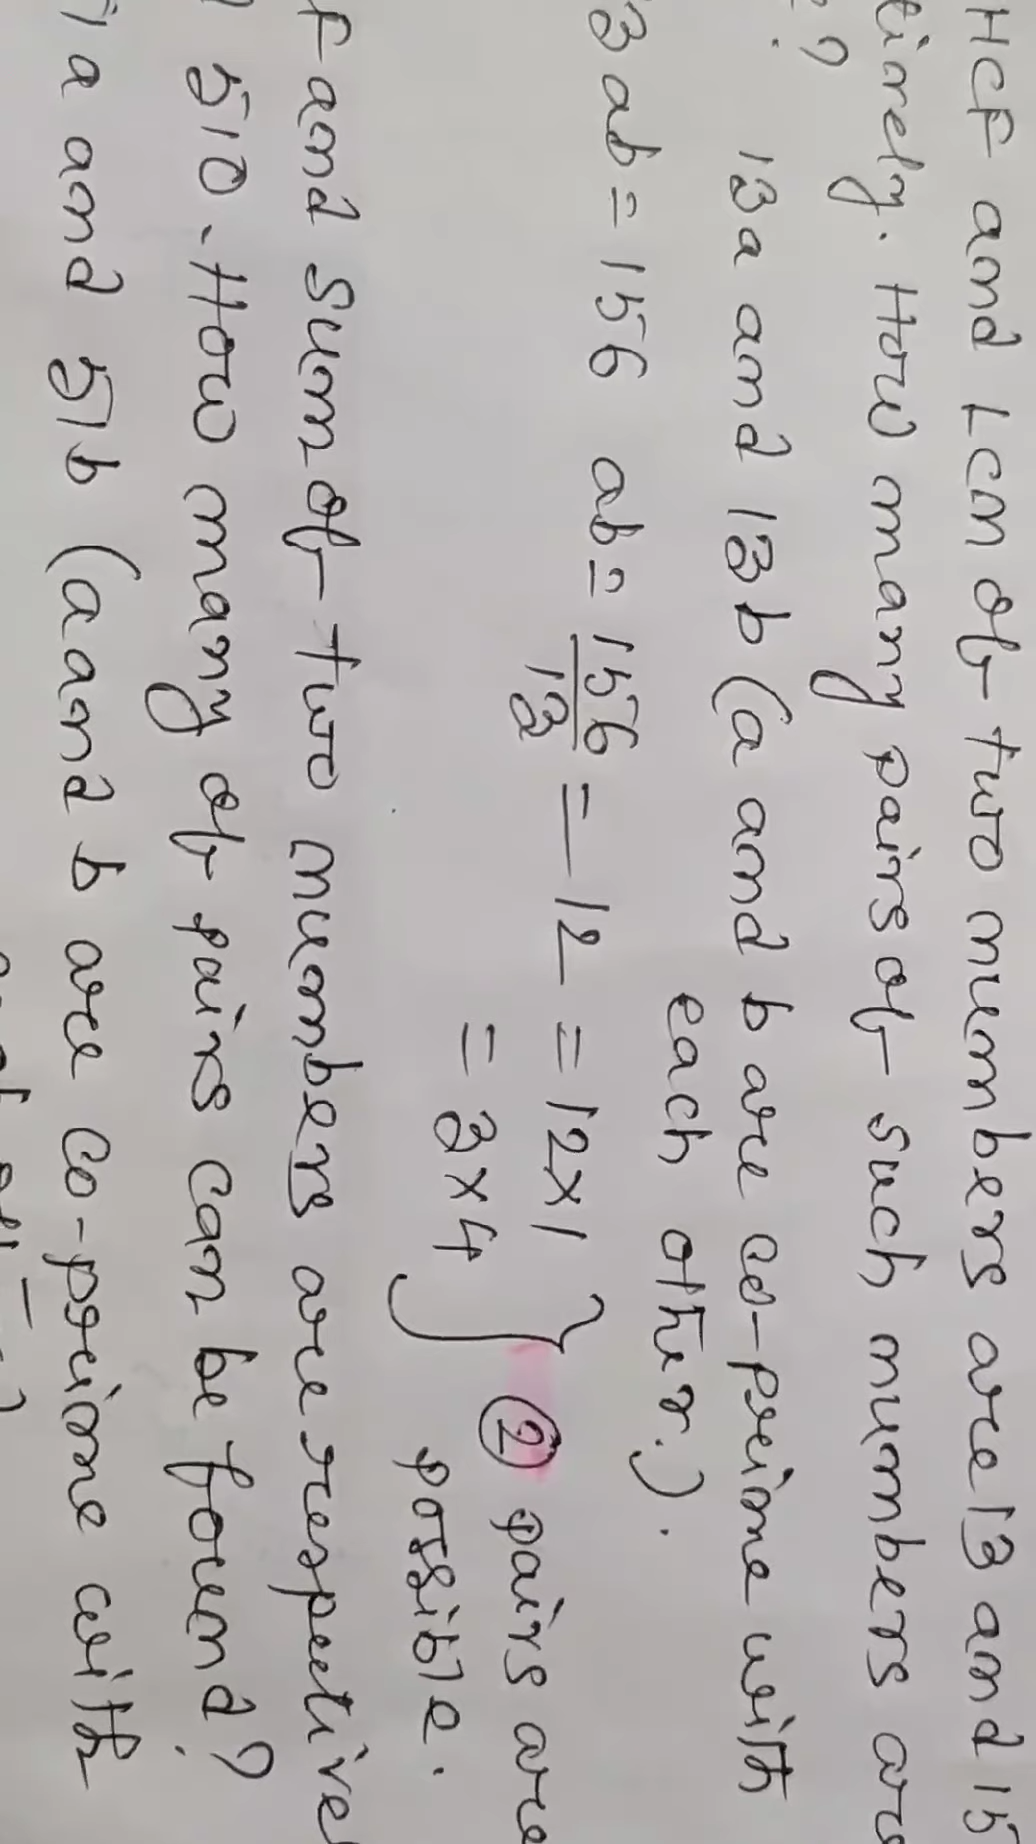 HCF and LCM of two numbers are 13 and 15
tively. How many pairs of such numbers are
?
13a and 13b (a and b are co-prime with
each other.)
13ab = 156 ab = 156/13 = 12 = 12×1
= 3×4
② pairs are
possible.
F and sum of two numbers are respective
510. How many of pairs can be found?
a and 51b (a and b are co-prime with